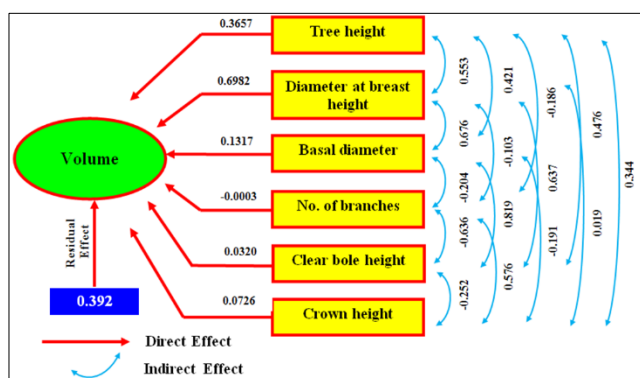 0.3657
Tree height
0.6982
Diameter at breast
height
0.1317
Basal diameter
Volume
-0.0003
No. of branches
0.0320
Clear bole height
0.0726
Crown height
Residual
Effect
0.392
0.553
0.676
-0.204
-0.636
-0.252
0.421
-0.103
0.819
0.576
-0.186
0.637
-0.191
0.476
0.019
0.344
Direct Effect
Indirect Effect